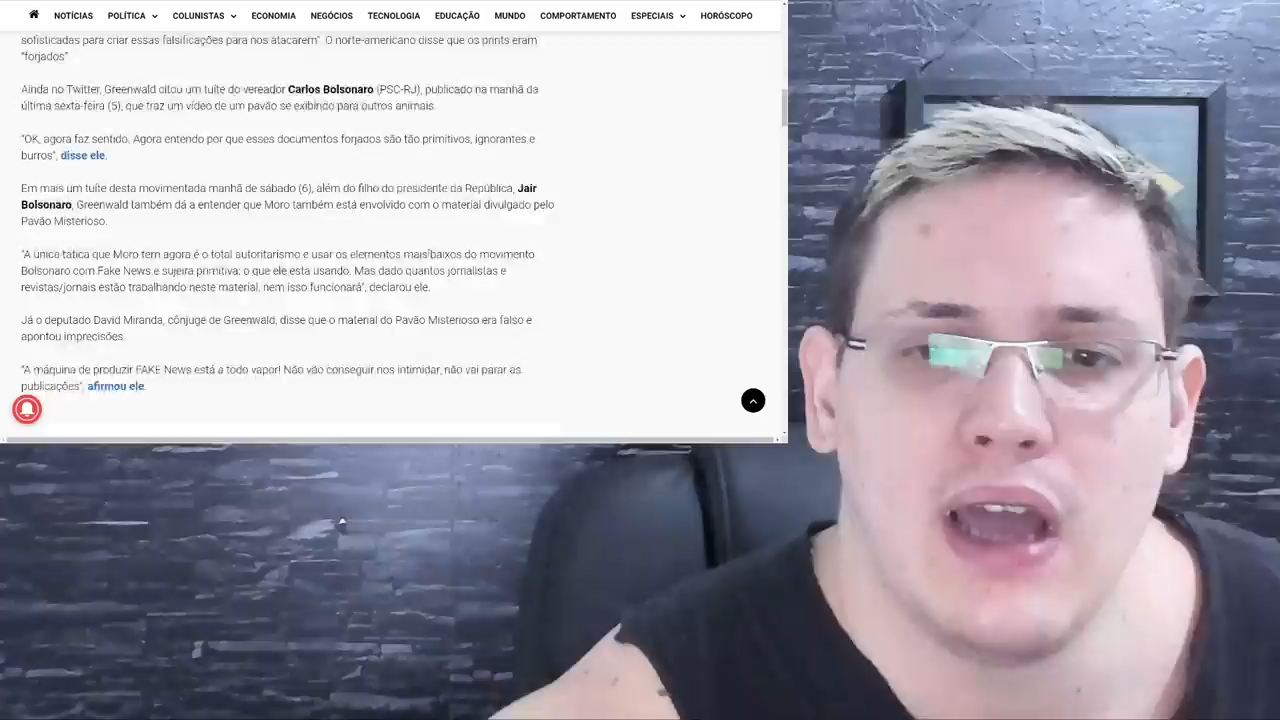 NOTÍCIAS POLÍTICA COLUNISTAS ECONOMIA NEGÓCIOS TECNOLOGIA EDUCAÇÃO MUNDO COMPORTAMENTO ESPECIAIS HORÓSCOPO
sofisticadas para criar essas falsificações para nos atacarem". O norte-americano disse que os prints eram
"forjados"
Ainda no Twitter, Greenwald citou um tuíte do vereador Carlos Bolsonaro (PSC-RJ), publicado na manhã da
última sexta-feira (5), que traz um vídeo de um pavão se exibindo para outros animais.
"OK, agora faz sentido. Agora entendo por que esses documentos forjados são tão primitivos, ignorantes e
burros", disse ele.
Em mais um tuíte desta movimentada manhã de sábado (6), além do filho do presidente da República, Jair
Bolsonaro, Greenwald também dá a entender que Moro também está envolvido com o material divulgado pelo
Pavão Misterioso.
"A única tática que Moro tem agora é o total autoritarismo e usar os elementos mais baixos do movimento
Bolsonaro com Fake News e sujeira primitiva: o que ele esta usando. Mas dado quantos jornalistas e
revistas/jornais estão trabalhando neste material, nem isso funcionará", declarou ele.
Já o deputado David Miranda, cônjuge de Greenwald, disse que o material do Pavão Misterioso era falso e
apontou imprecisões.
"A máquina de produzir FAKE News está a todo vapor! Não vão conseguir nos intimidar, não vai parar as
publicações", afirmou ele.